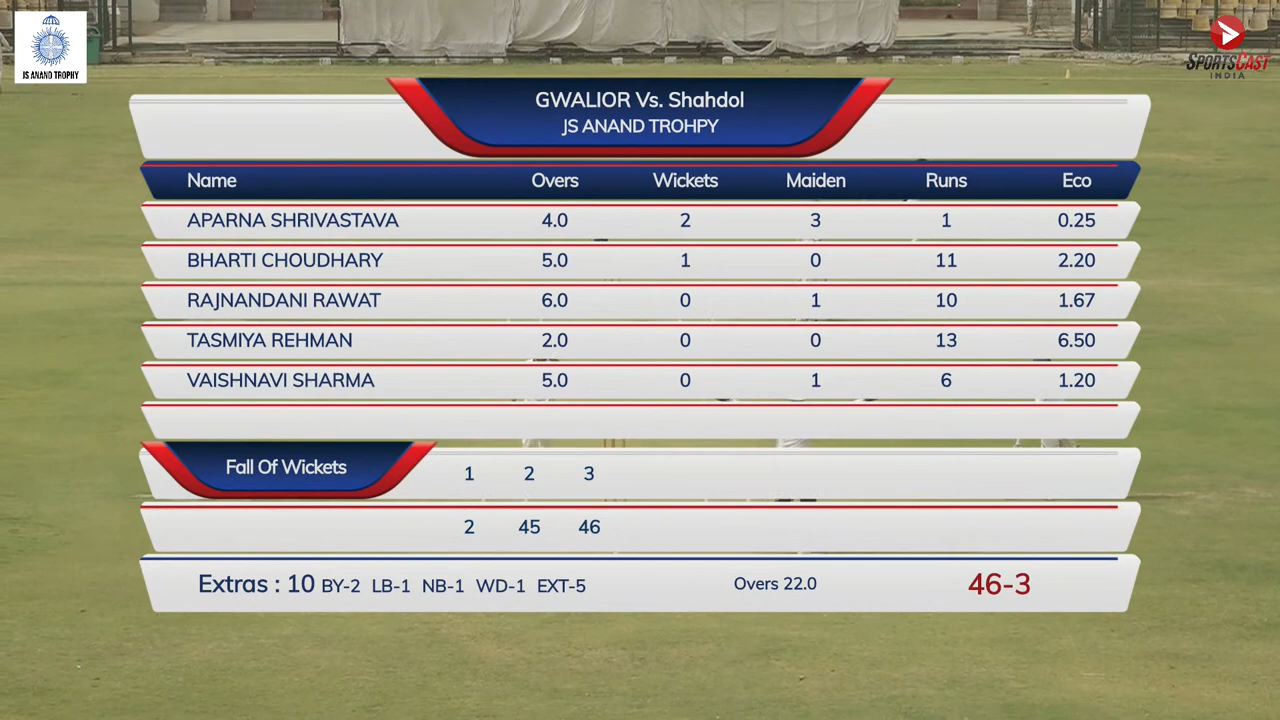 JS ANAND TROPHY
SPORTSCAST
INDIA
GWALIOR Vs. Shahdol
JS ANAND TROHPY
Name Overs Wickets Maiden Runs Eco
APARNA SHRIVASTAVA 4.0 2 3 1 0.25
BHARTI CHOUDHARY 5.0 1 0 11 2.20
RAJNANDANI RAWAT 6.0 0 1 10 1.67
TASMIYA REHMAN 2.0 0 0 13 6.50
VAISHNAVI SHARMA 5.0 0 1 6 1.20
Fall Of Wickets 1 2 3
2 45 46
Extras : 10 BY-2 LB-1 NB-1 WD-1 EXT-5 Overs 22.0 46-3